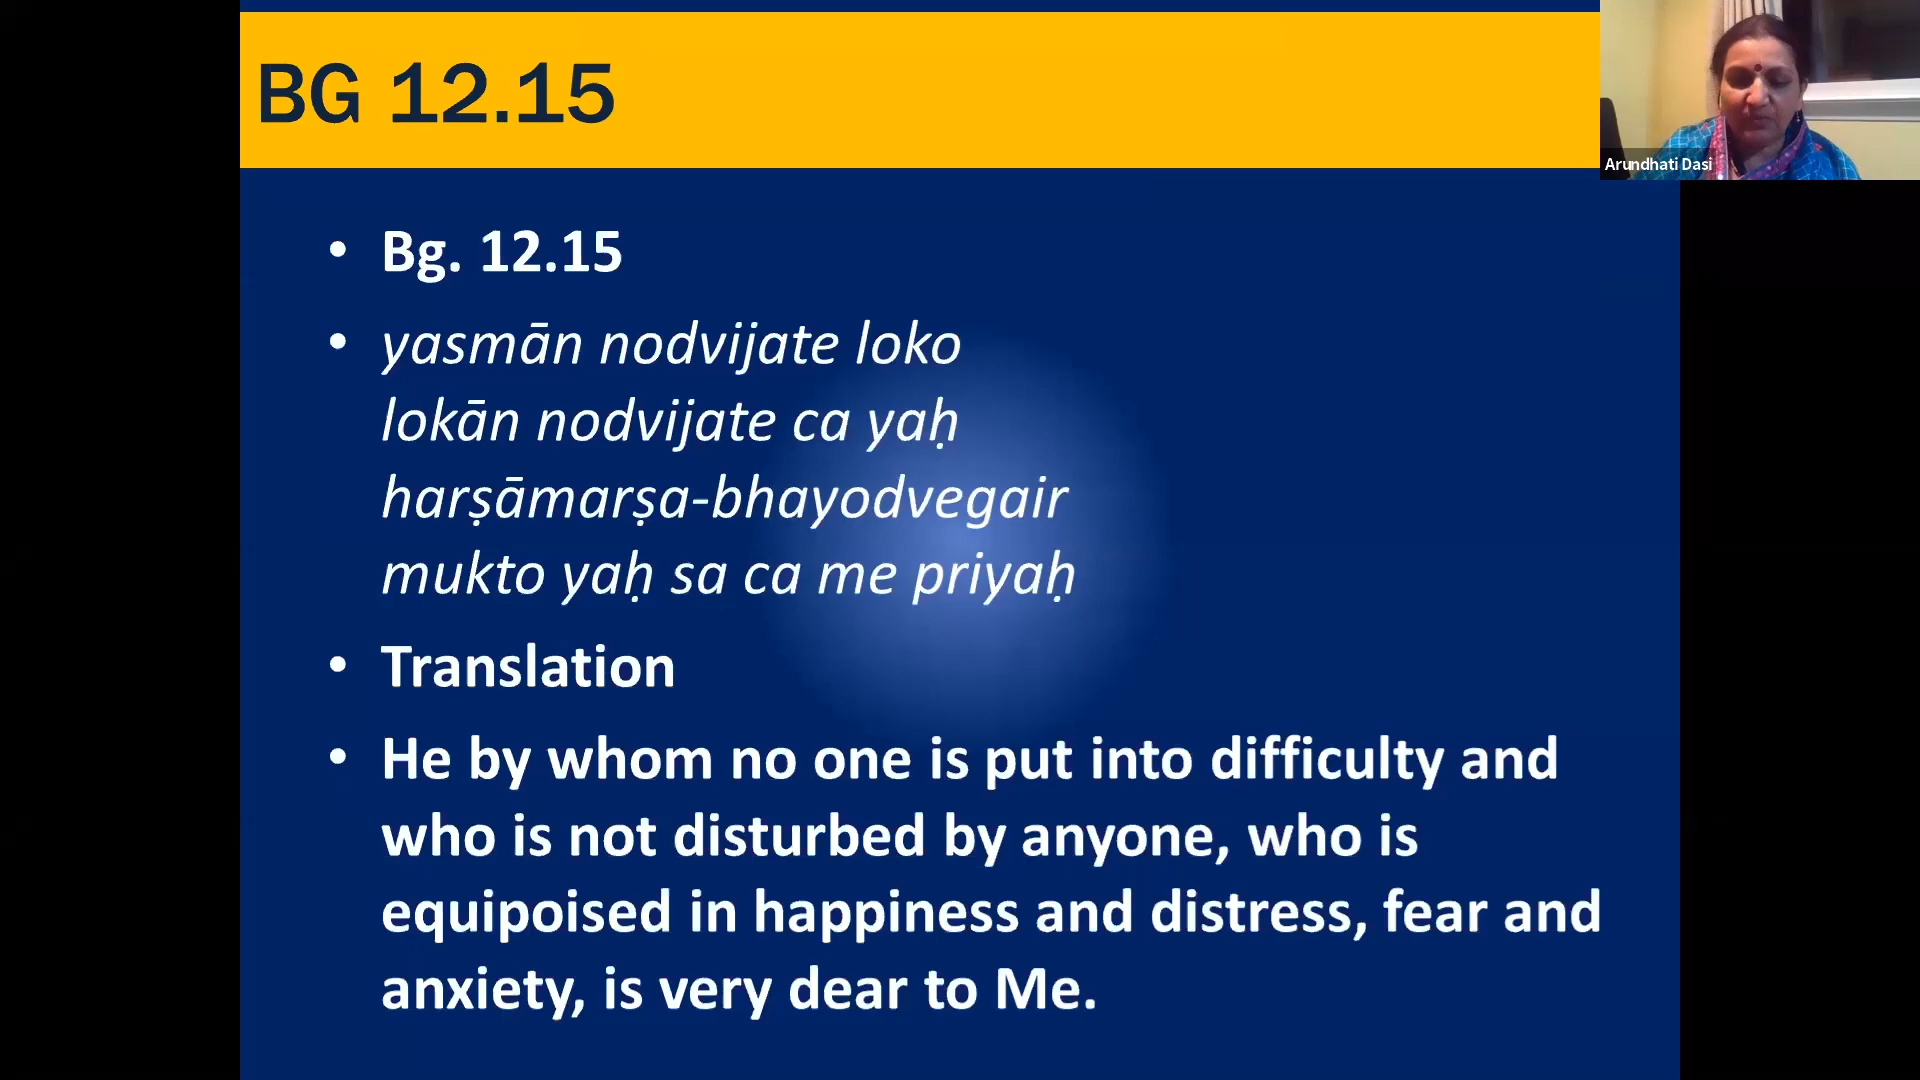 BG 12.15
Arundhati Dasi
• Bg. 12.15
• yasmān nodvijate loko
lokān nodvijate ca yaḥ
harṣāmarṣa-bhayodvegair
mukto yaḥ sa ca me priyaḥ
• Translation
• He by whom no one is put into difficulty and
who is not disturbed by anyone, who is
equipoised in happiness and distress, fear and
anxiety, is very dear to Me.